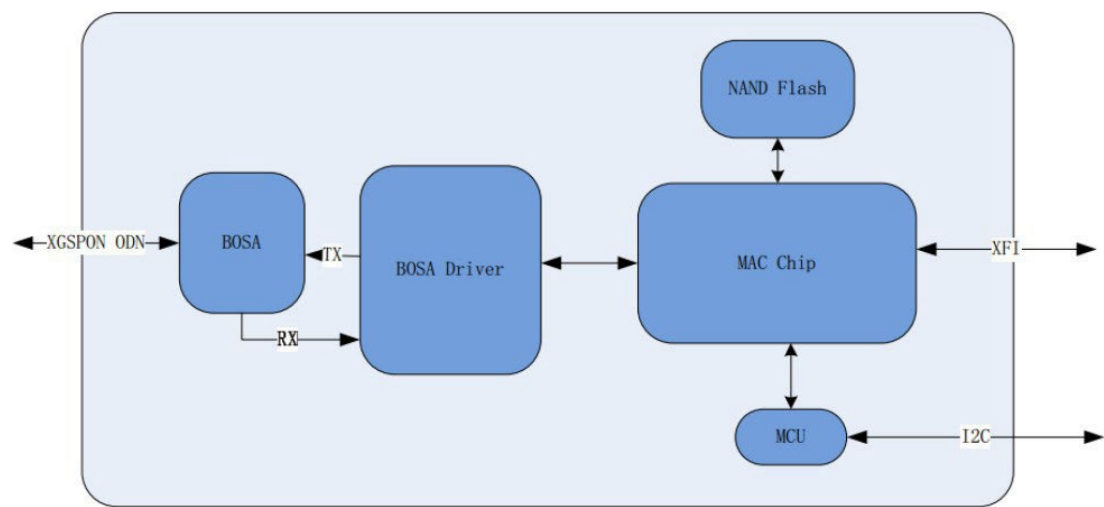 NAND Flash
XGSPON ODN
BOSA
TX
BOSA Driver
MAC Chip
XFI
RX
MCU
I2C